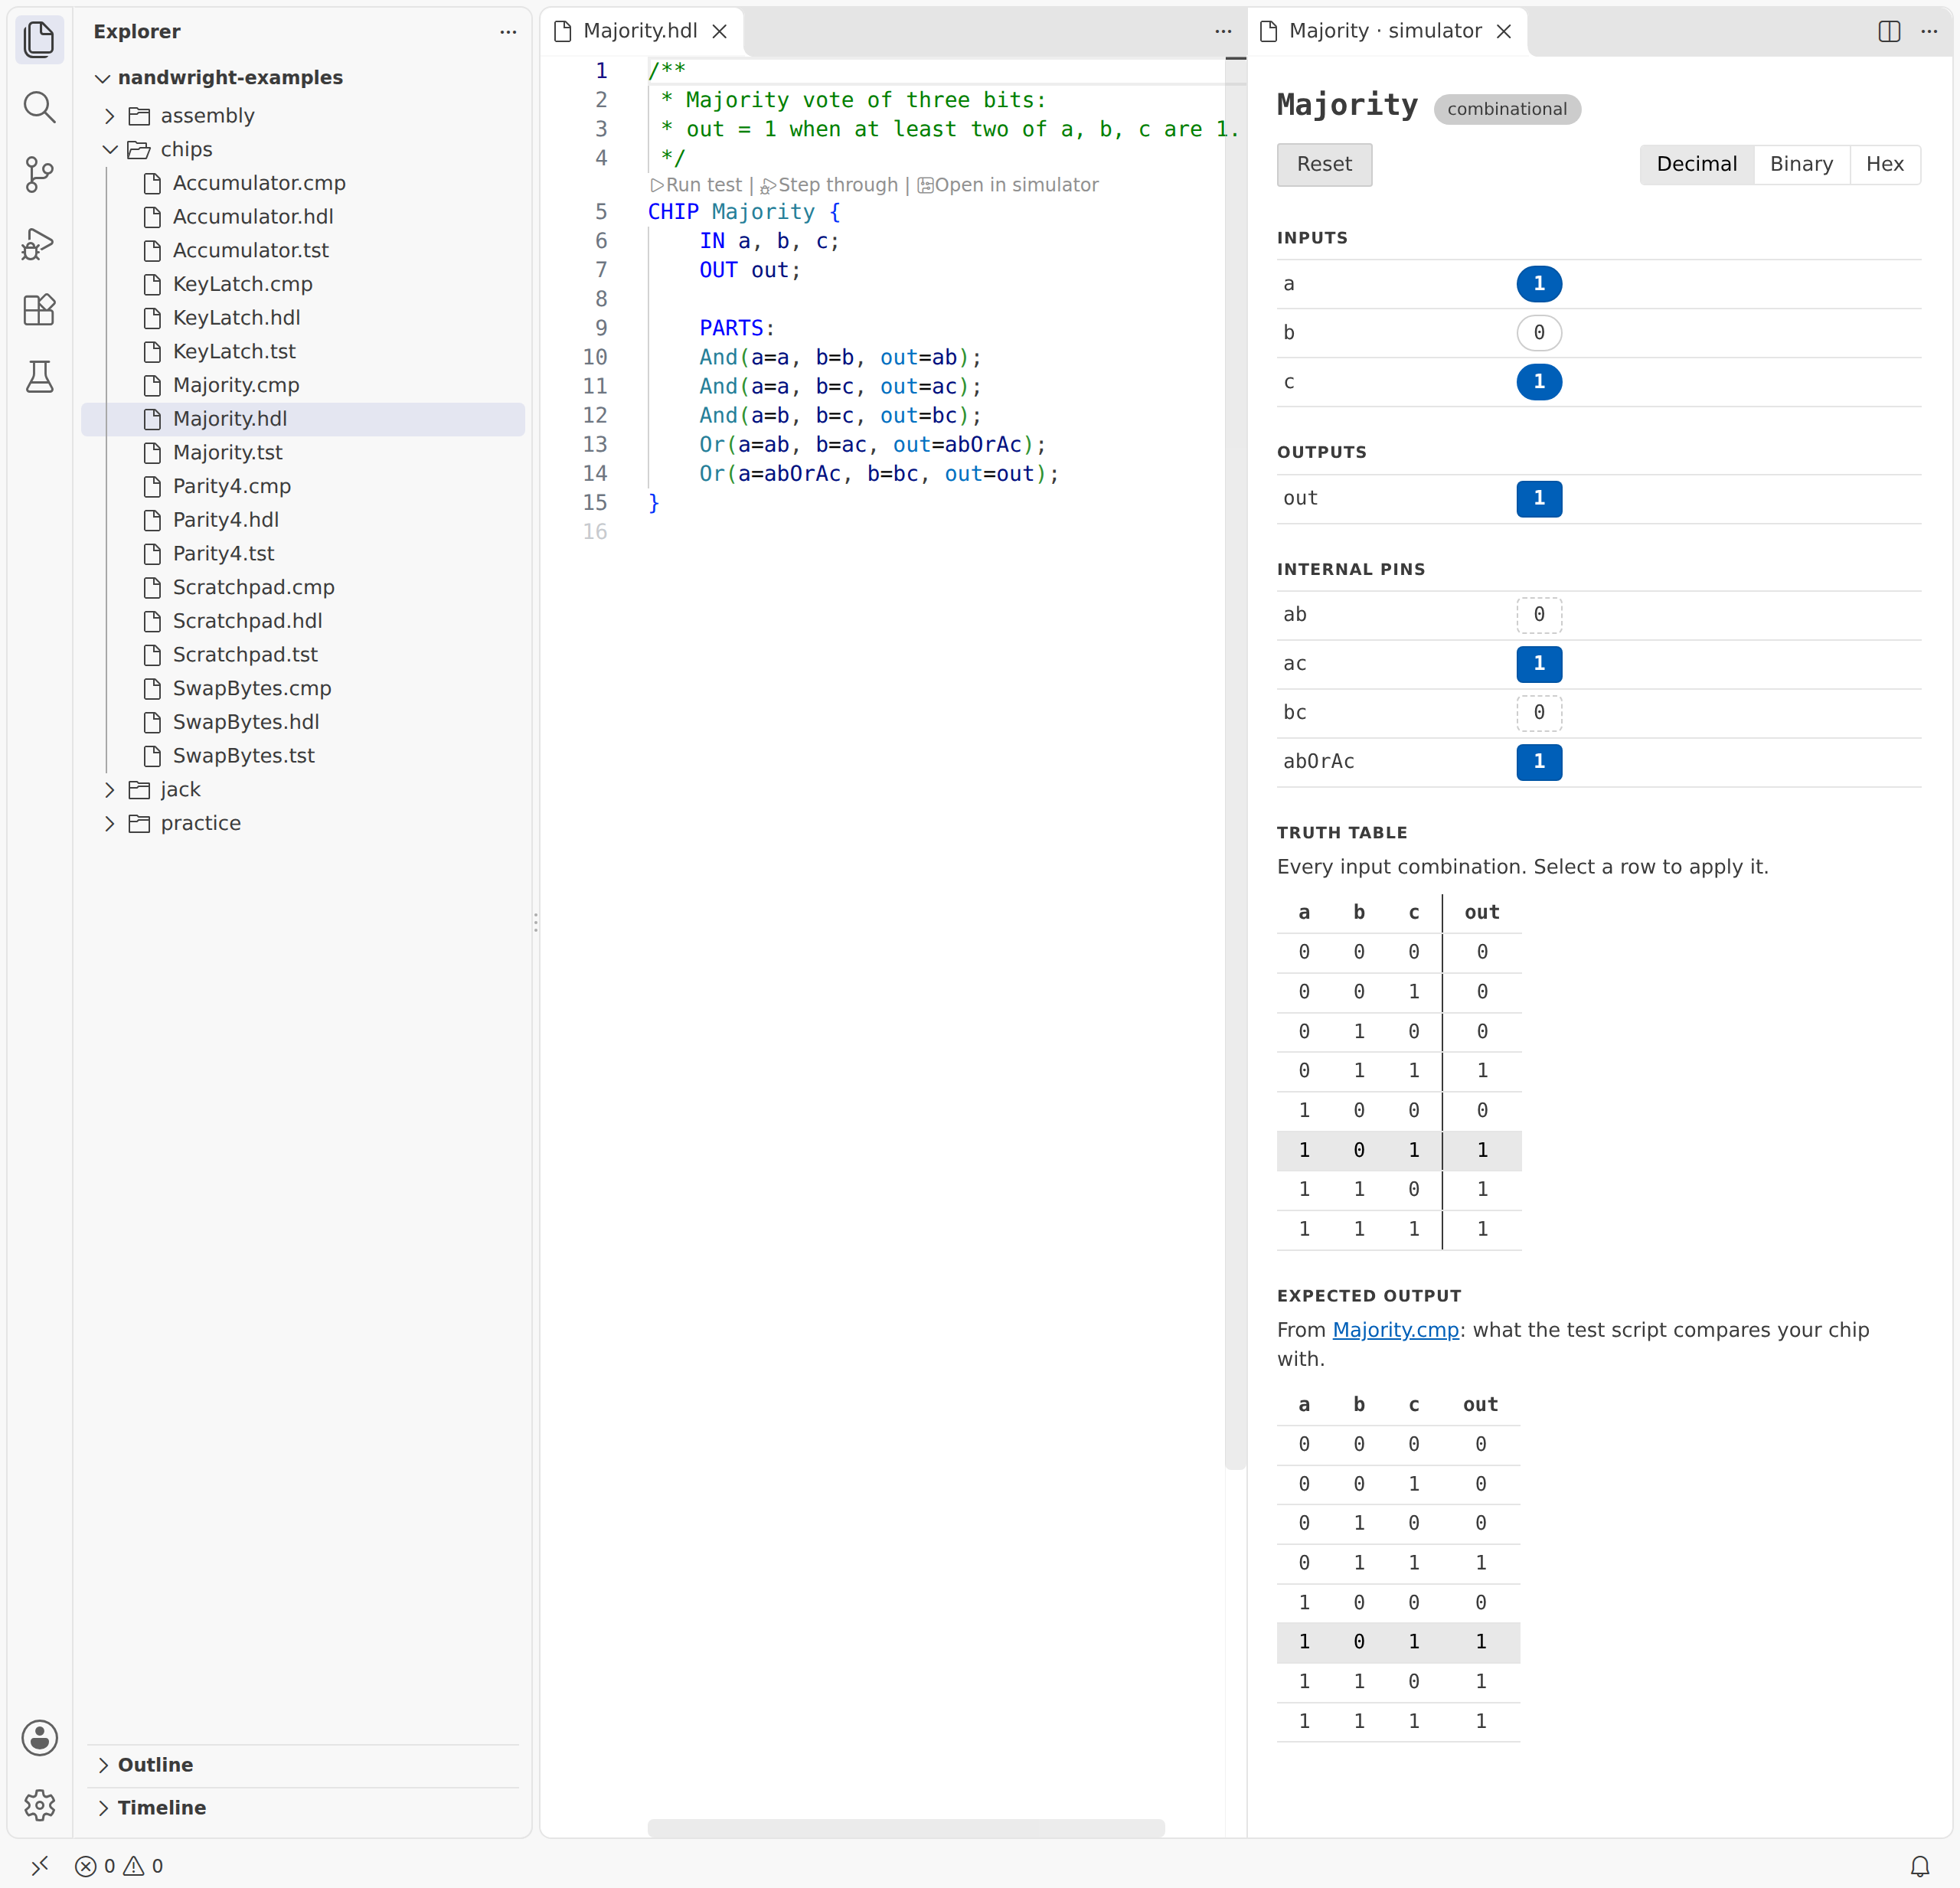 Explorer
nandwright-examples
assembly
chips
Accumulator.cmp
Accumulator.hdl
Accumulator.tst
KeyLatch.cmp
KeyLatch.hdl
KeyLatch.tst
Majority.cmp
Majority.hdl
Majority.tst
Parity4.cmp
Parity4.hdl
Parity4.tst
Scratchpad.cmp
Scratchpad.hdl
Scratchpad.tst
SwapBytes.cmp
SwapBytes.hdl
SwapBytes.tst
jack
practice
Outline
Timeline
Majority.hdl
1 /**
2 * Majority vote of three bits:
3 * out = 1 when at least two of a, b, c are 1.
4 */
Run test | Step through | Open in simulator
5 CHIP Majority {
6 IN a, b, c;
7 OUT out;
8
9 PARTS:
10 And(a=a, b=b, out=ab);
11 And(a=a, b=c, out=ac);
12 And(a=b, b=c, out=bc);
13 Or(a=ab, b=ac, out=abOrAc);
14 Or(a=abOrAc, b=bc, out=out);
15 }
16
Majority · simulator
Majority combinational
Reset Decimal Binary Hex
INPUTS
a 1
b 0
c 1
OUTPUTS
out 1
INTERNAL PINS
ab 0
ac 1
bc 0
abOrAc 1
TRUTH TABLE
Every input combination. Select a row to apply it.
a b c out
0 0 0 0
0 0 1 0
0 1 0 0
0 1 1 1
1 0 0 0
1 0 1 1
1 1 0 1
1 1 1 1
EXPECTED OUTPUT
From Majority.cmp: what the test script compares your chip
with.
a b c out
0 0 0 0
0 0 1 0
0 1 0 0
0 1 1 1
1 0 0 0
1 0 1 1
1 1 0 1
1 1 1 1
0 0